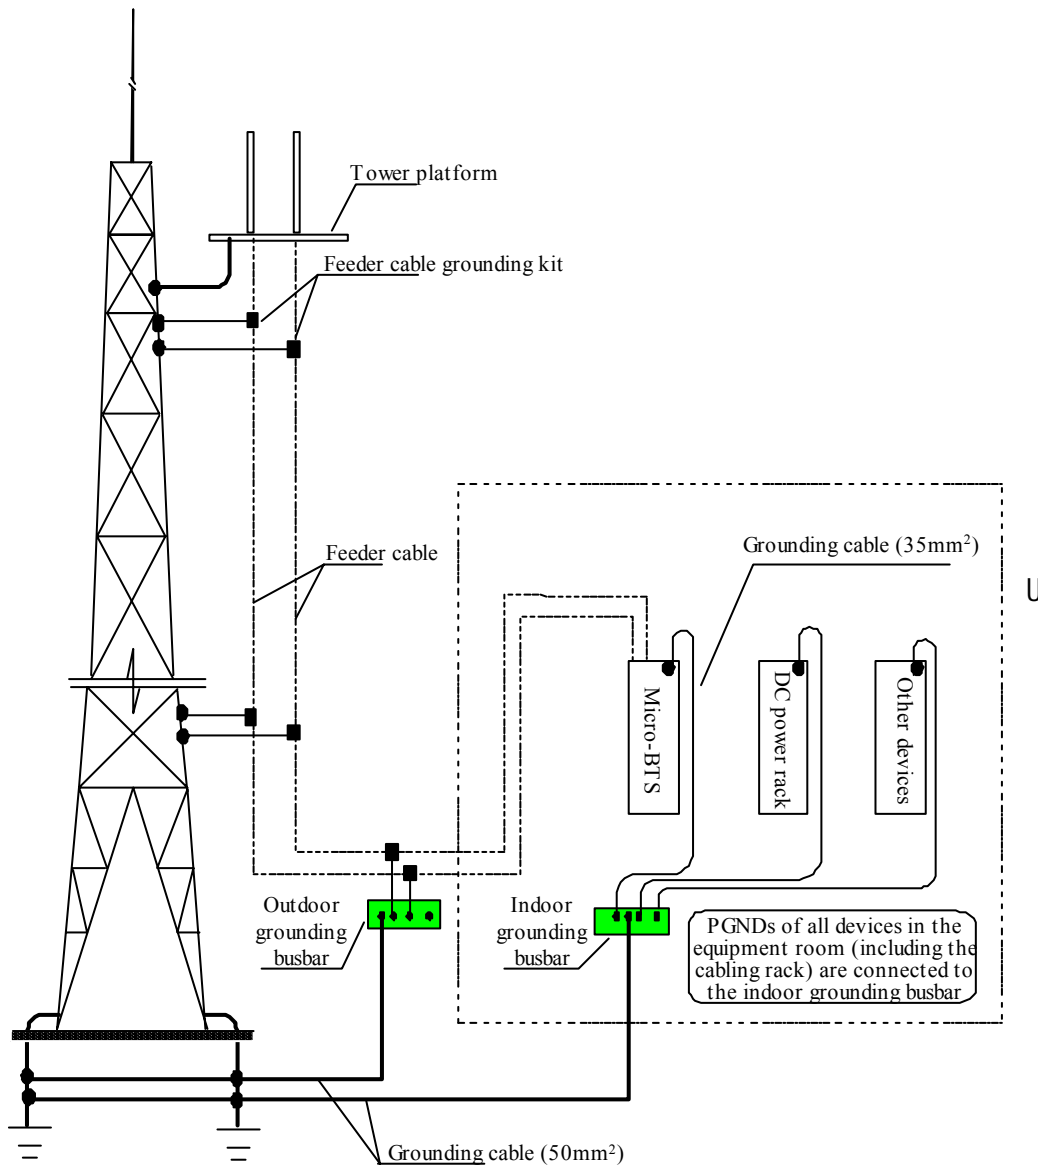 Tower platform
Feeder cable grounding kit
Feeder cable
Grounding cable (35mm²)
U
Micro-BTS
DC power rack
Other devices
Outdoor
grounding
busbar
Indoor
grounding
busbar
PGNDs of all devices in the
equipment room (including the
cabling rack) are connected to
the indoor grounding busbar
Grounding cable (50mm²)